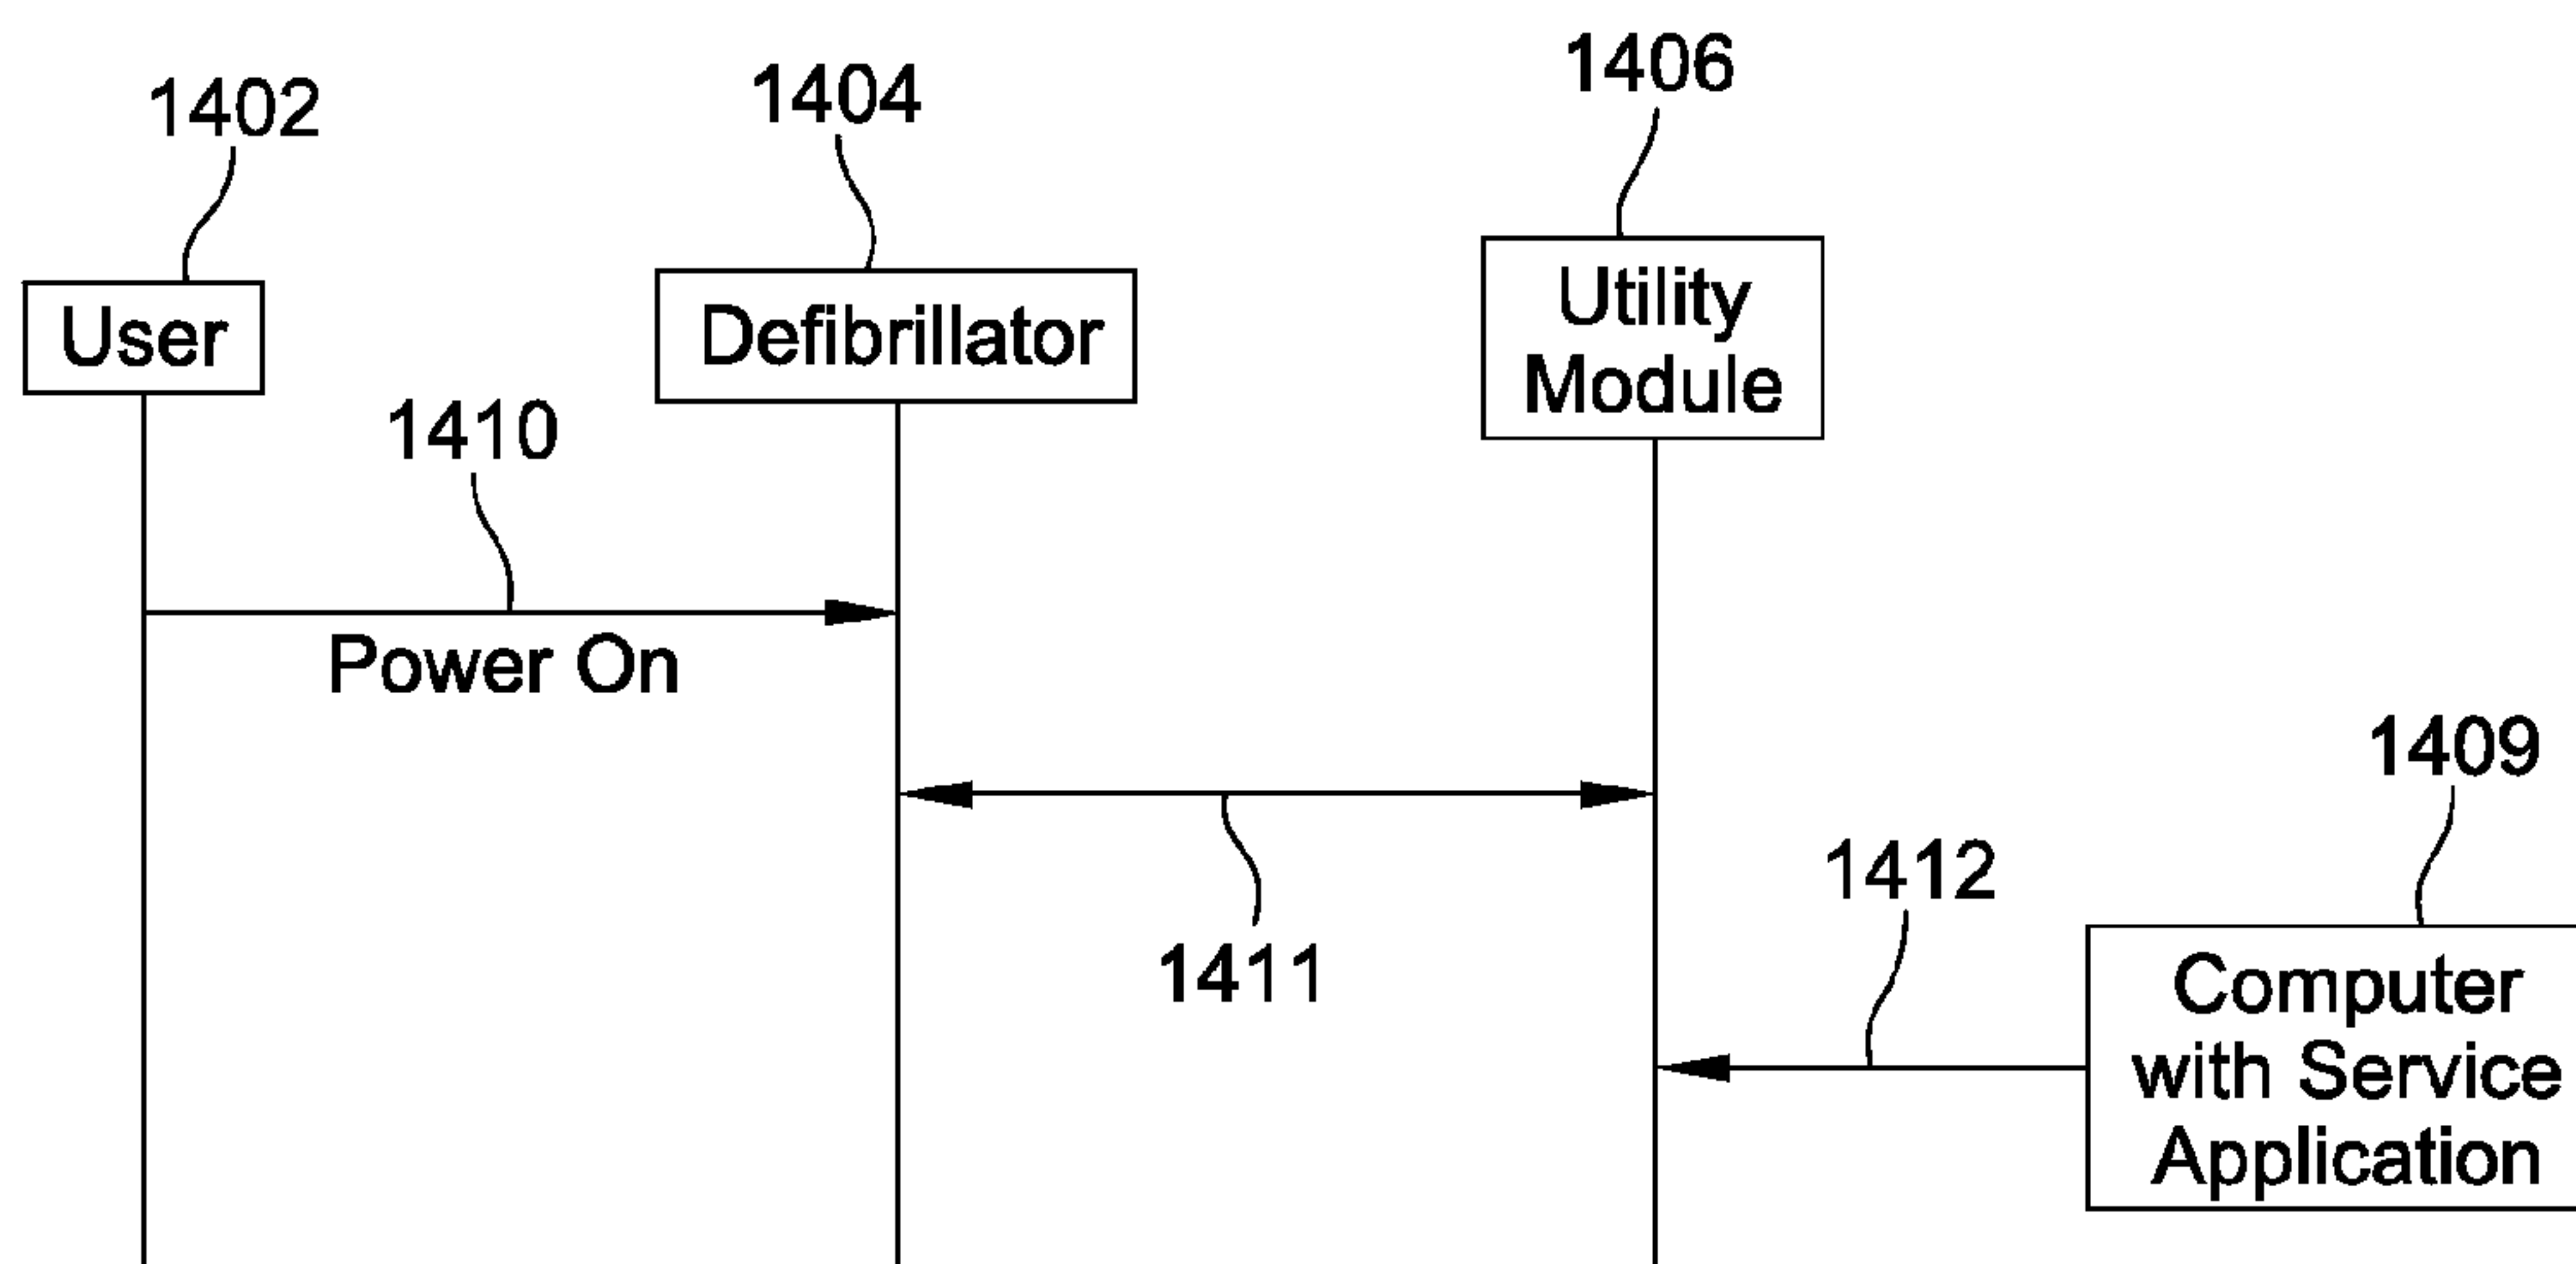 1402
1404
1406
User
Defibrillator
Utility
Module
1410
Power On
1411
1412
1409
Computer
with Service
Application